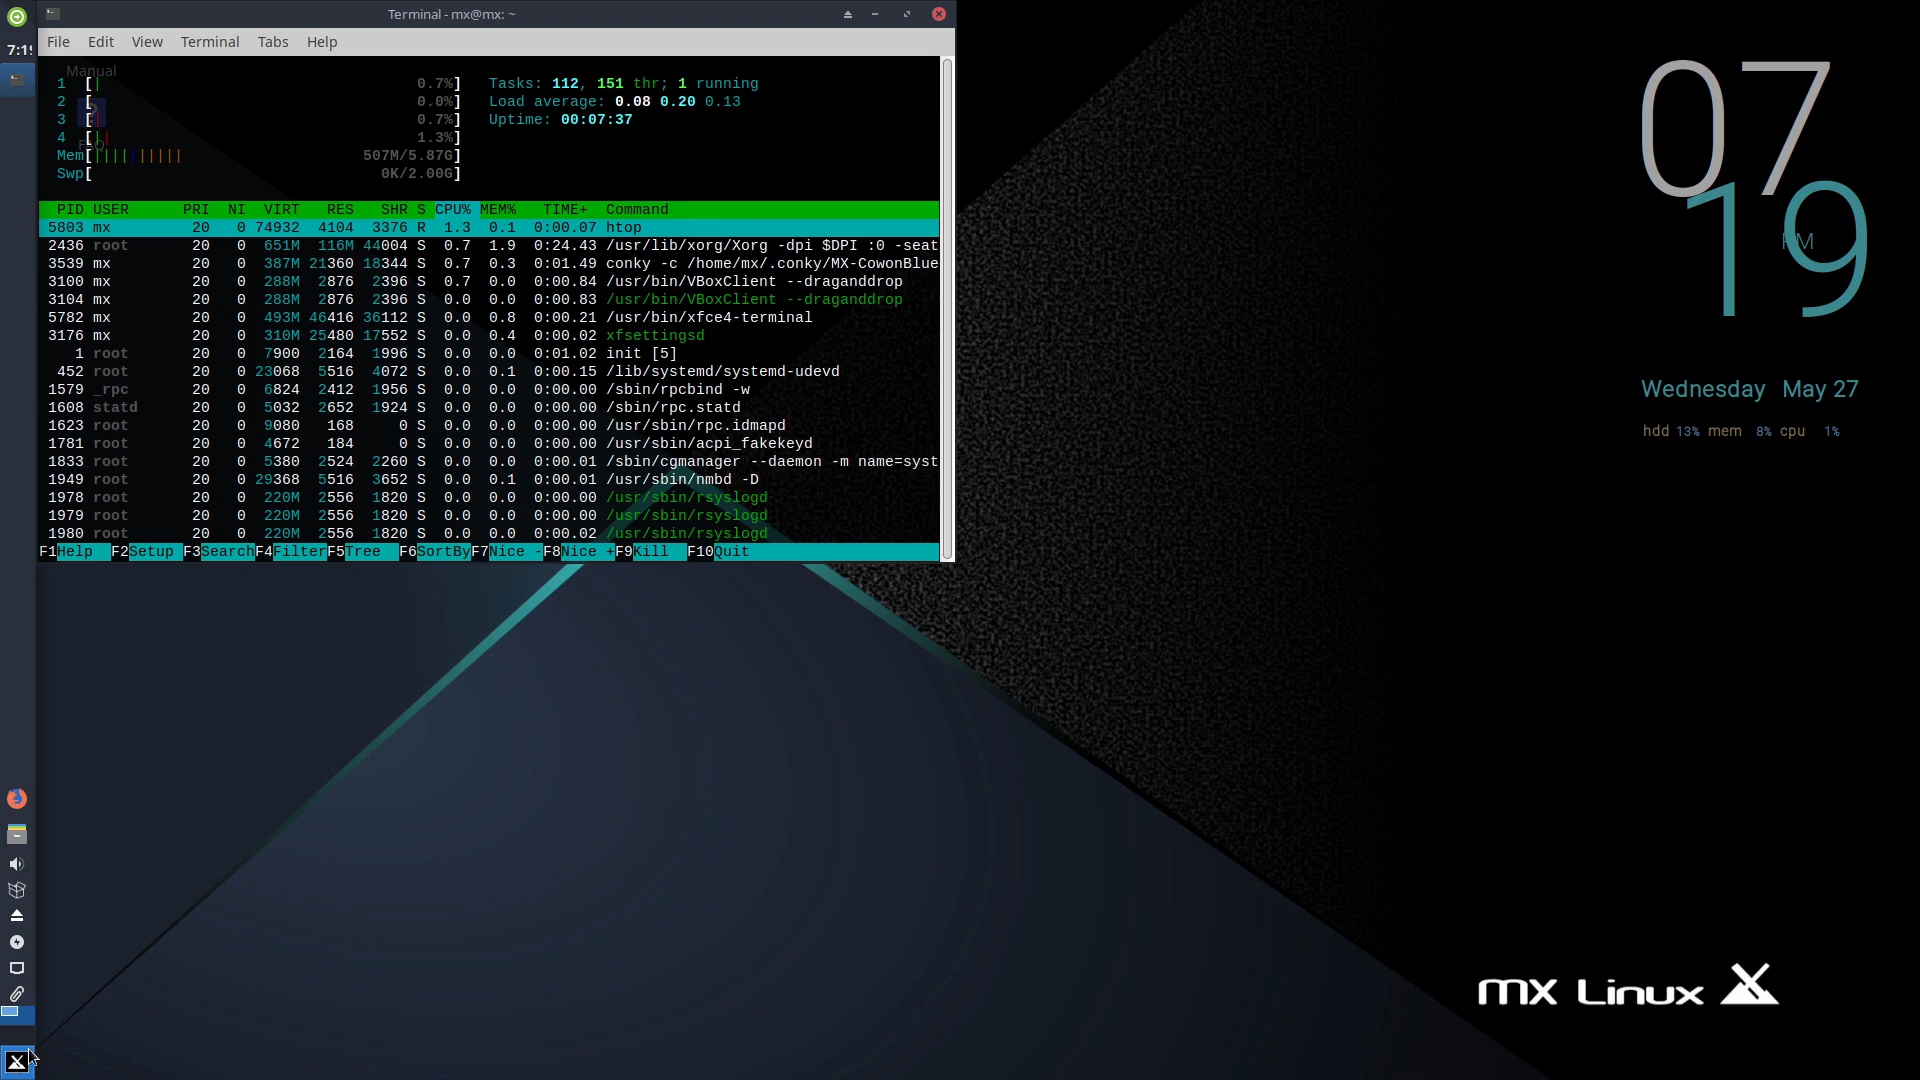 Terminal - mx@mx: ~
File Edit View Terminal Tabs Help
Manual
FAQ
7:19
1 [| 0.7%]
2 [ 0.0%]
3 [| 0.7%]
4 [|| 1.3%]
Mem[|||||||||| 507M/5.87G]
Swp[ 0K/2.00G]
Tasks: 112, 151 thr; 1 running
Load average: 0.08 0.20 0.13
Uptime: 00:07:37
PID USER PRI NI VIRT RES SHR S CPU% MEM% TIME+ Command
5803 mx 20 0 74932 4104 3376 R 1.3 0.1 0:00.07 htop
2436 root 20 0 651M 116M 44004 S 0.7 1.9 0:24.43 /usr/lib/xorg/Xorg -dpi $DPI :0 -seat
3539 mx 20 0 387M 21360 18344 S 0.7 0.3 0:01.49 conky -c /home/mx/.conky/MX-CowonBlue
3100 mx 20 0 288M 2876 2396 S 0.7 0.0 0:00.84 /usr/bin/VBoxClient --draganddrop
3104 mx 20 0 288M 2876 2396 S 0.0 0.0 0:00.83 /usr/bin/VBoxClient --draganddrop
5782 mx 20 0 493M 46416 36112 S 0.0 0.8 0:00.21 /usr/bin/xfce4-terminal
3176 mx 20 0 310M 25480 17552 S 0.0 0.4 0:00.02 xfsettingsd
1 root 20 0 7900 2164 1996 S 0.0 0.0 0:01.02 init [5]
452 root 20 0 23068 5516 4072 S 0.0 0.1 0:00.15 /lib/systemd/systemd-udevd
1579 _rpc 20 0 6824 2412 1956 S 0.0 0.0 0:00.00 /sbin/rpcbind -w
1608 statd 20 0 5032 2652 1924 S 0.0 0.0 0:00.00 /sbin/rpc.statd
1623 root 20 0 9080 168 0 S 0.0 0.0 0:00.00 /usr/sbin/rpc.idmapd
1781 root 20 0 4672 184 0 S 0.0 0.0 0:00.00 /usr/sbin/acpi_fakekeyd
1833 root 20 0 5380 2524 2260 S 0.0 0.0 0:00.01 /sbin/cgmanager --daemon -m name=syst
1949 root 20 0 29368 5516 3652 S 0.0 0.1 0:00.01 /usr/sbin/nmbd -D
1978 root 20 0 220M 2556 1820 S 0.0 0.0 0:00.00 /usr/sbin/rsyslogd
1979 root 20 0 220M 2556 1820 S 0.0 0.0 0:00.00 /usr/sbin/rsyslogd
1980 root 20 0 220M 2556 1820 S 0.0 0.0 0:00.02 /usr/sbin/rsyslogd
F1Help F2Setup F3SearchF4FilterF5Tree F6SortByF7Nice -F8Nice +F9Kill F10Quit
07
19
PM
Wednesday May 27
hdd 13% mem 8% cpu 1%
mx Linux